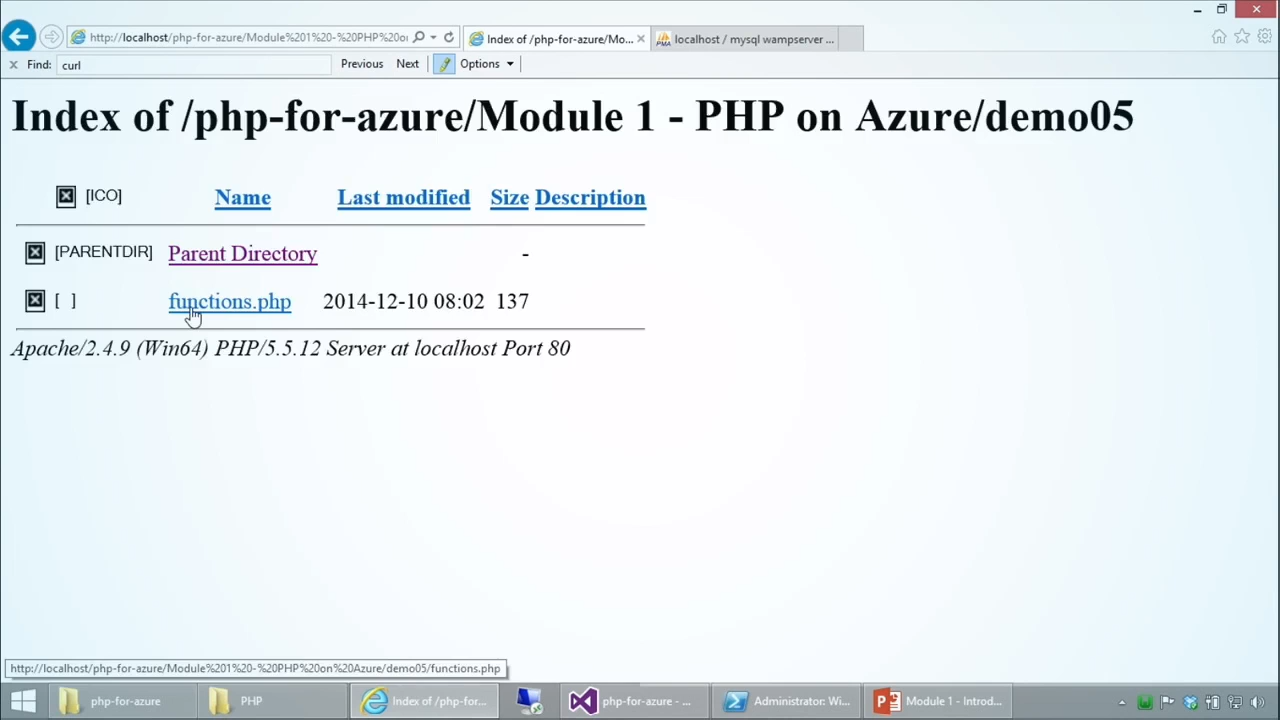 http://localhost/php-for-azure/Module%201%20-%20PHP%20o
Index of /php-for-azure/Mo...
localhost / mysql wampserver ...
Find: curl
Previous Next Options
Index of /php-for-azure/Module 1 - PHP on Azure/demo05
[ICO] Name Last modified Size Description
[PARENTDIR] Parent Directory -
[ ] functions.php 2014-12-10 08:02 137
Apache/2.4.9 (Win64) PHP/5.5.12 Server at localhost Port 80
http://localhost/php-for-azure/Module%201%20-%20PHP%20on%20Azure/demo05/functions.php
php-for-azure PHP Index of /php-for... php-for-azure - ... Administrator: Wi... Module 1 - Introd...